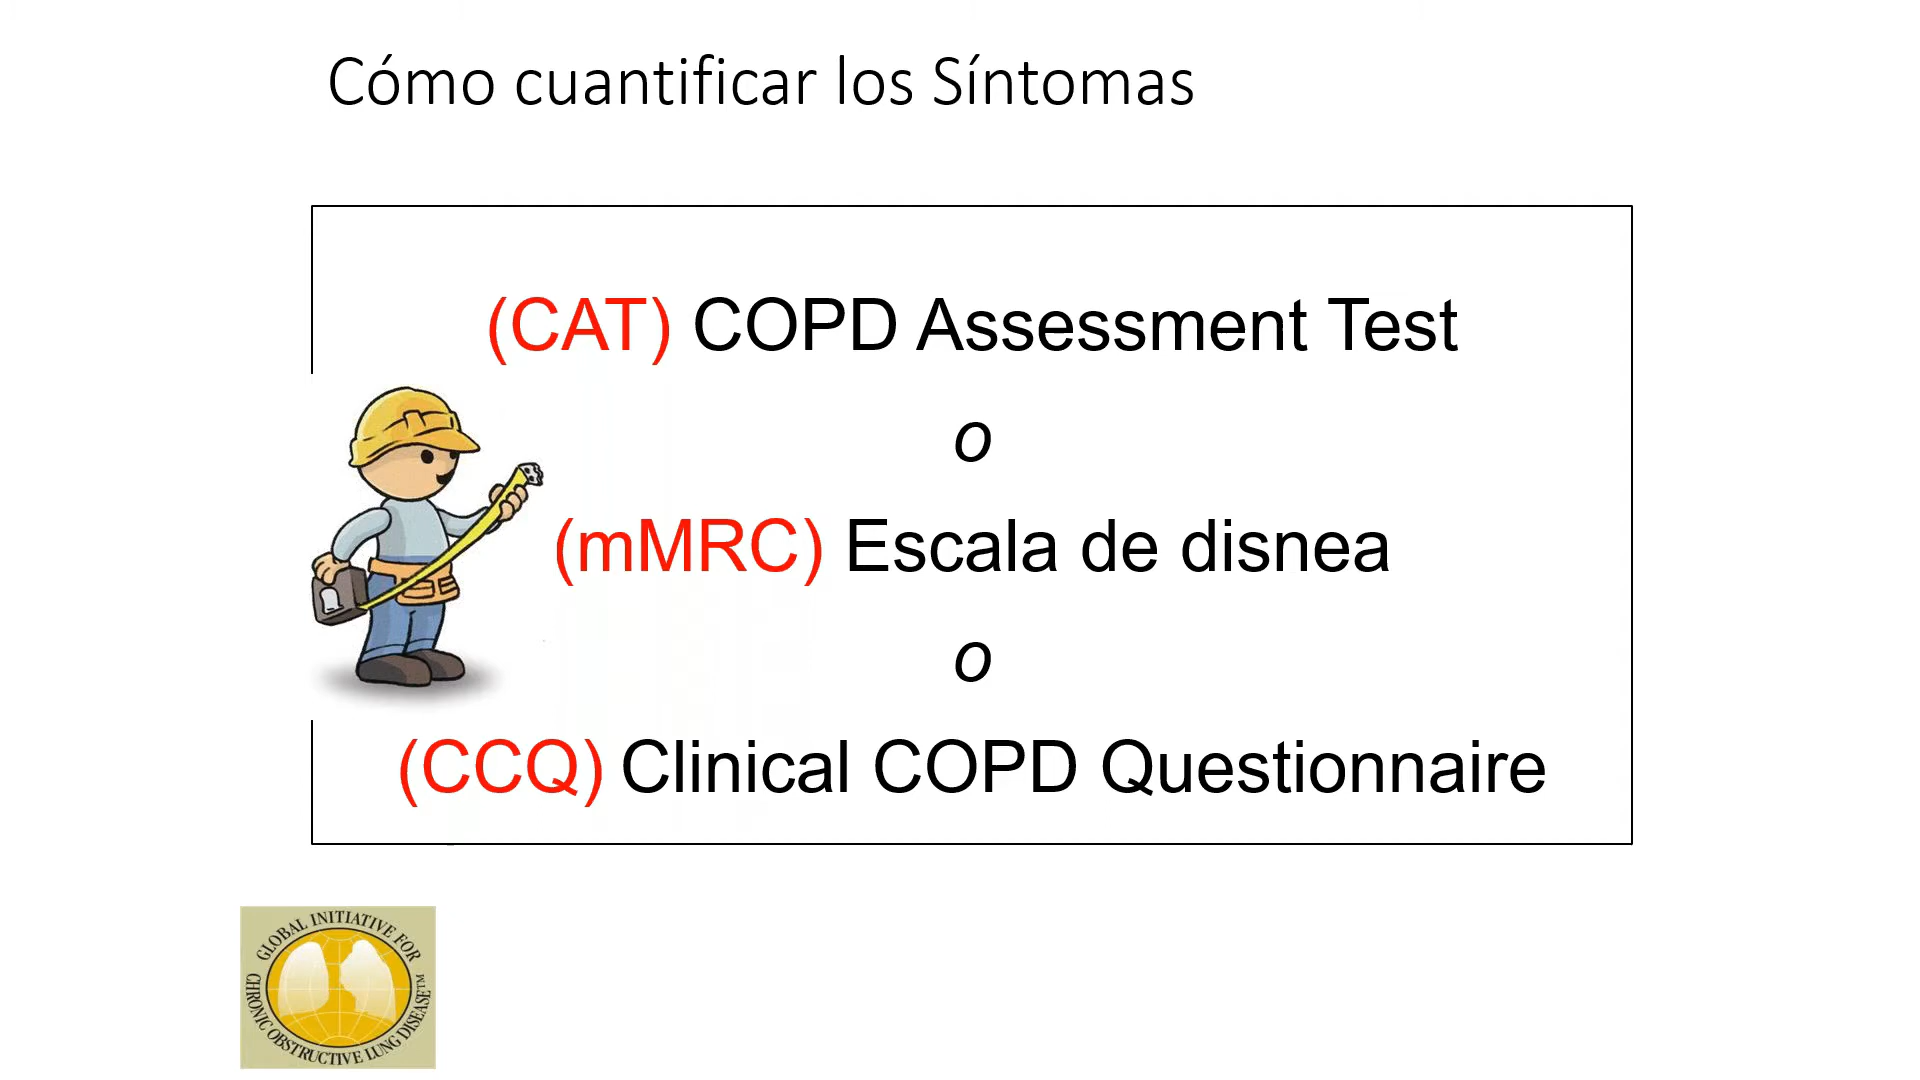 Cómo cuantificar los Síntomas
(CAT) COPD Assessment Test
o
(mMRC) Escala de disnea
o
(CCQ) Clinical COPD Questionnaire
GLOBAL INITIATIVE FOR
CHRONIC OBSTRUCTIVE LUNG DISEASE™